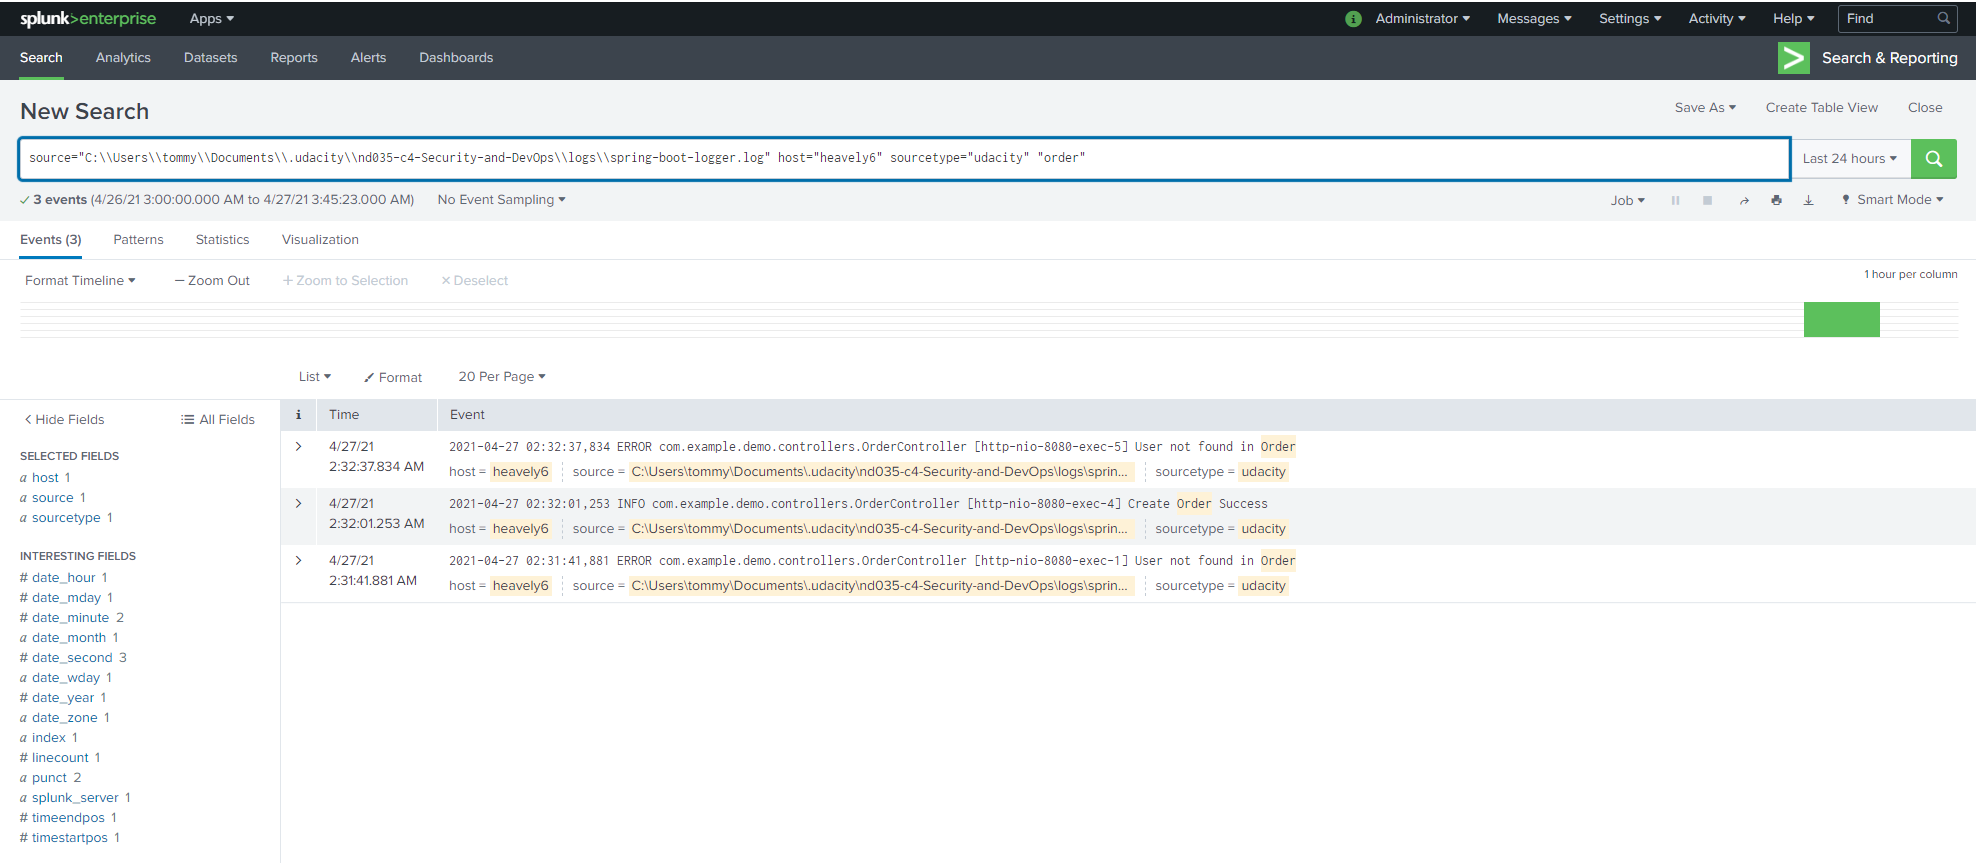 splunk>enterprise Apps Administrator Messages Settings Activity Help Find
Search Analytics Datasets Reports Alerts Dashboards Search & Reporting
New Search Save As Create Table View Close
source="C:\\Users\\tommy\\Documents\\.udacity\\nd035-c4-Security-and-DevOps\\logs\\spring-boot-logger.log" host="heavely6" sourcetype="udacity" "order" Last 24 hours
3 events (4/26/21 3:00:00.000 AM to 4/27/21 3:45:23.000 AM) No Event Sampling Job Smart Mode
Events (3) Patterns Statistics Visualization
Format Timeline — Zoom Out + Zoom to Selection × Deselect 1 hour per column
List Format 20 Per Page
< Hide Fields All Fields
SELECTED FIELDS
a host 1
a source 1
a sourcetype 1
INTERESTING FIELDS
# date_hour 1
# date_mday 1
# date_minute 2
a date_month 1
# date_second 3
a date_wday 1
# date_year 1
a date_zone 1
a index 1
# linecount 1
a punct 2
a splunk_server 1
# timeendpos 1
# timestartpos 1
i Time Event
4/27/21 2021-04-27 02:32:37,834 ERROR com.example.demo.controllers.OrderController [http-nio-8080-exec-5] User not found in Order
2:32:37.834 AM host = heavely6 source = C:\Users\tommy\Documents\.udacity\nd035-c4-Security-and-DevOps\logs\sprin... sourcetype = udacity
4/27/21 2021-04-27 02:32:01,253 INFO com.example.demo.controllers.OrderController [http-nio-8080-exec-4] Create Order Success
2:32:01.253 AM host = heavely6 source = C:\Users\tommy\Documents\.udacity\nd035-c4-Security-and-DevOps\logs\sprin... sourcetype = udacity
4/27/21 2021-04-27 02:31:41,881 ERROR com.example.demo.controllers.OrderController [http-nio-8080-exec-1] User not found in Order
2:31:41.881 AM host = heavely6 source = C:\Users\tommy\Documents\.udacity\nd035-c4-Security-and-DevOps\logs\sprin... sourcetype = udacity